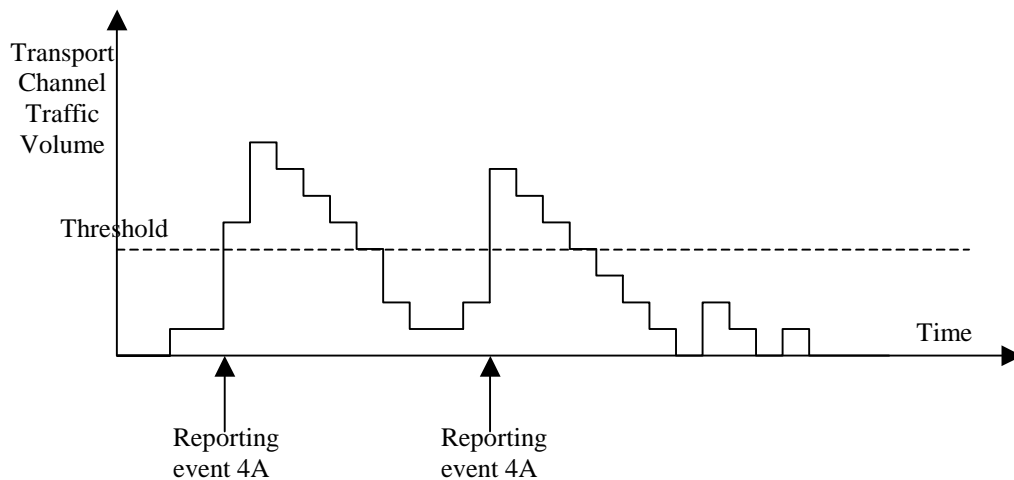 Transport
Channel
Traffic
Volume
Threshold
Time
Reporting
event 4A
Reporting
event 4A